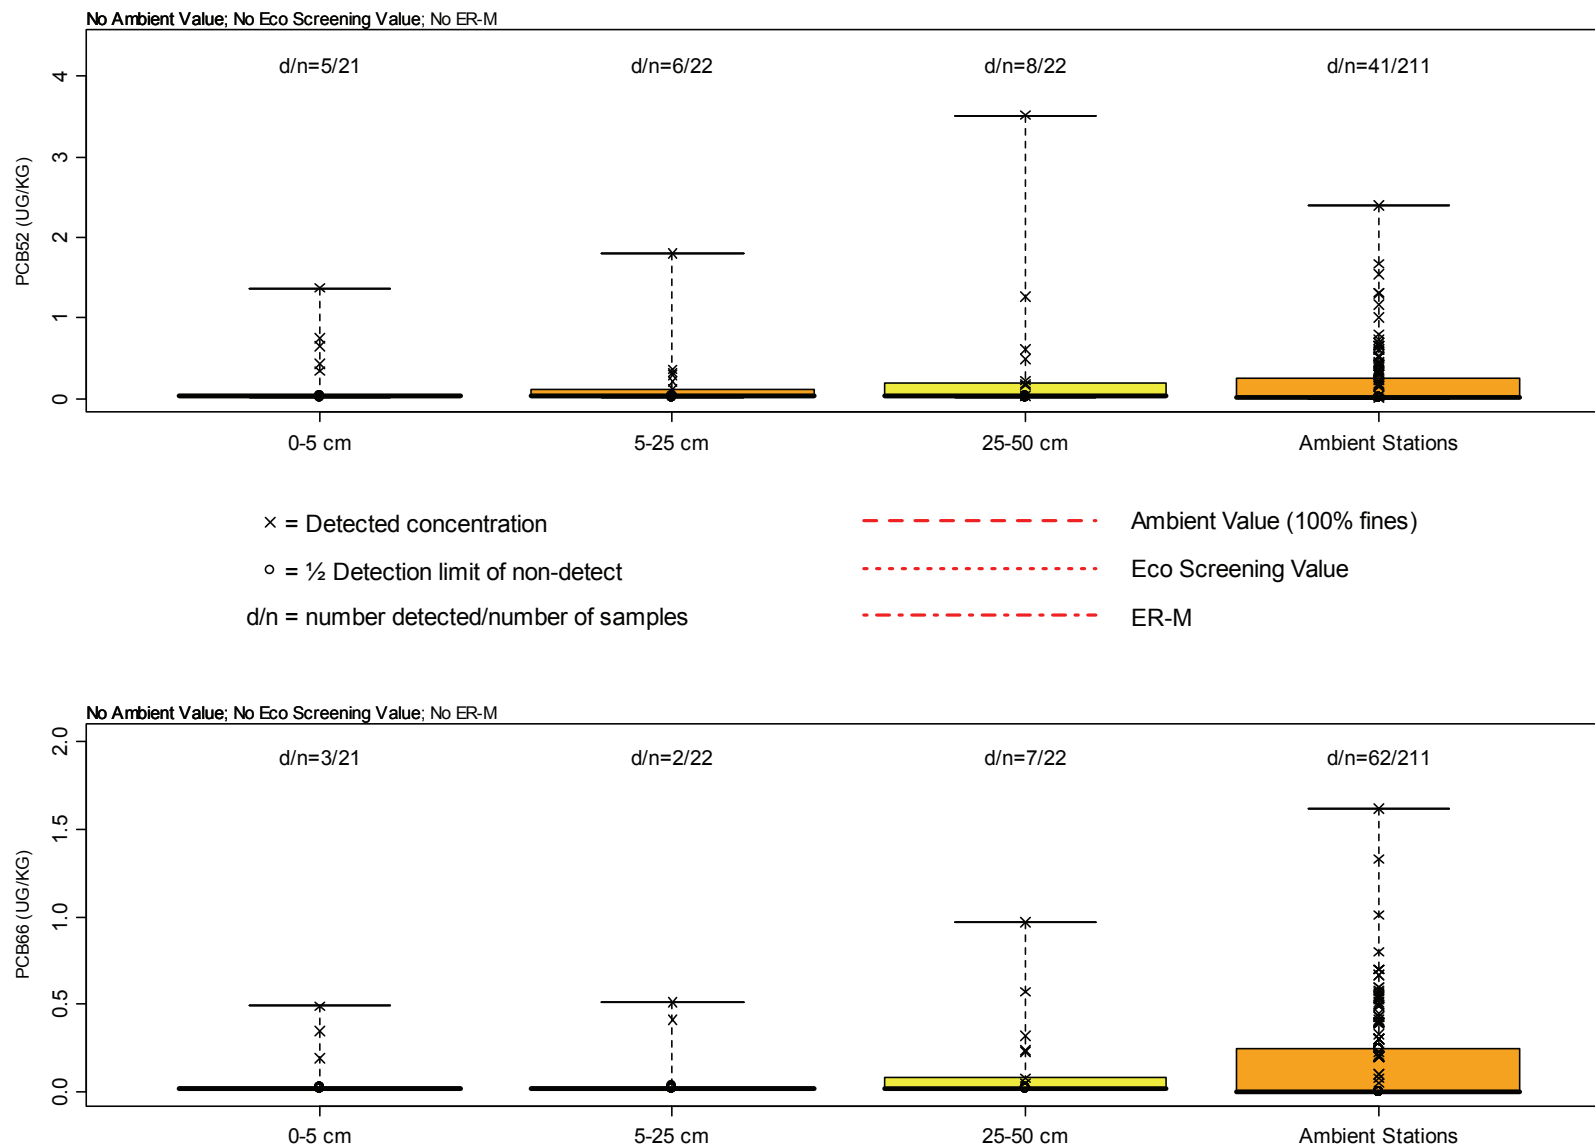 No Ambient Value; No Eco Screening Value; No ER-M
d/n=5/21 d/n=6/22 d/n=8/22 d/n=41/211
PCB52 (UG/KG)
4
3
2
1
0
0-5 cm 5-25 cm 25-50 cm Ambient Stations
× = Detected concentration
Ambient Value (100% fines)
o = ½ Detection limit of non-detect
Eco Screening Value
d/n = number detected/number of samples
ER-M
No Ambient Value; No Eco Screening Value; No ER-M
d/n=3/21 d/n=2/22 d/n=7/22 d/n=62/211
PCB66 (UG/KG)
2.0
1.5
1.0
0.5
0.0
0-5 cm 5-25 cm 25-50 cm Ambient Stations